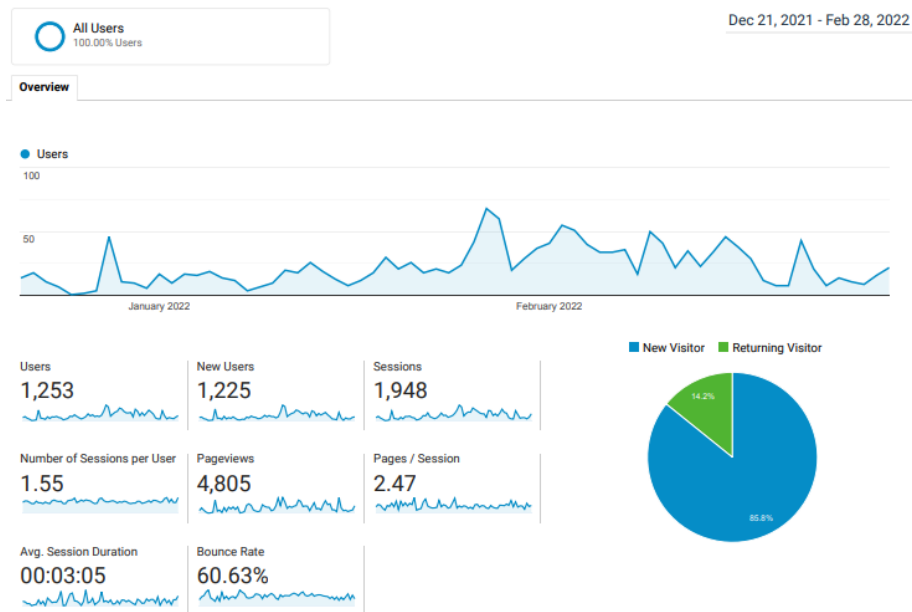 All Users
100.00% Users
Dec 21, 2021 - Feb 28, 2022
Overview
Users
100
50
January 2022
February 2022
Users
1,253
New Users
1,225
Sessions
1,948
Number of Sessions per User
1.55
Pageviews
4,805
Pages / Session
2.47
Avg. Session Duration
00:03:05
Bounce Rate
60.63%
New Visitor
Returning Visitor
14.2%
85.8%